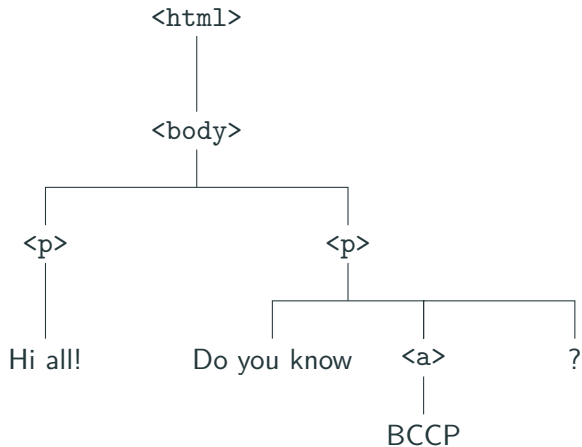 <html>
<body>
<p> <p>
Hi all! Do you know <a> ?
BCCP